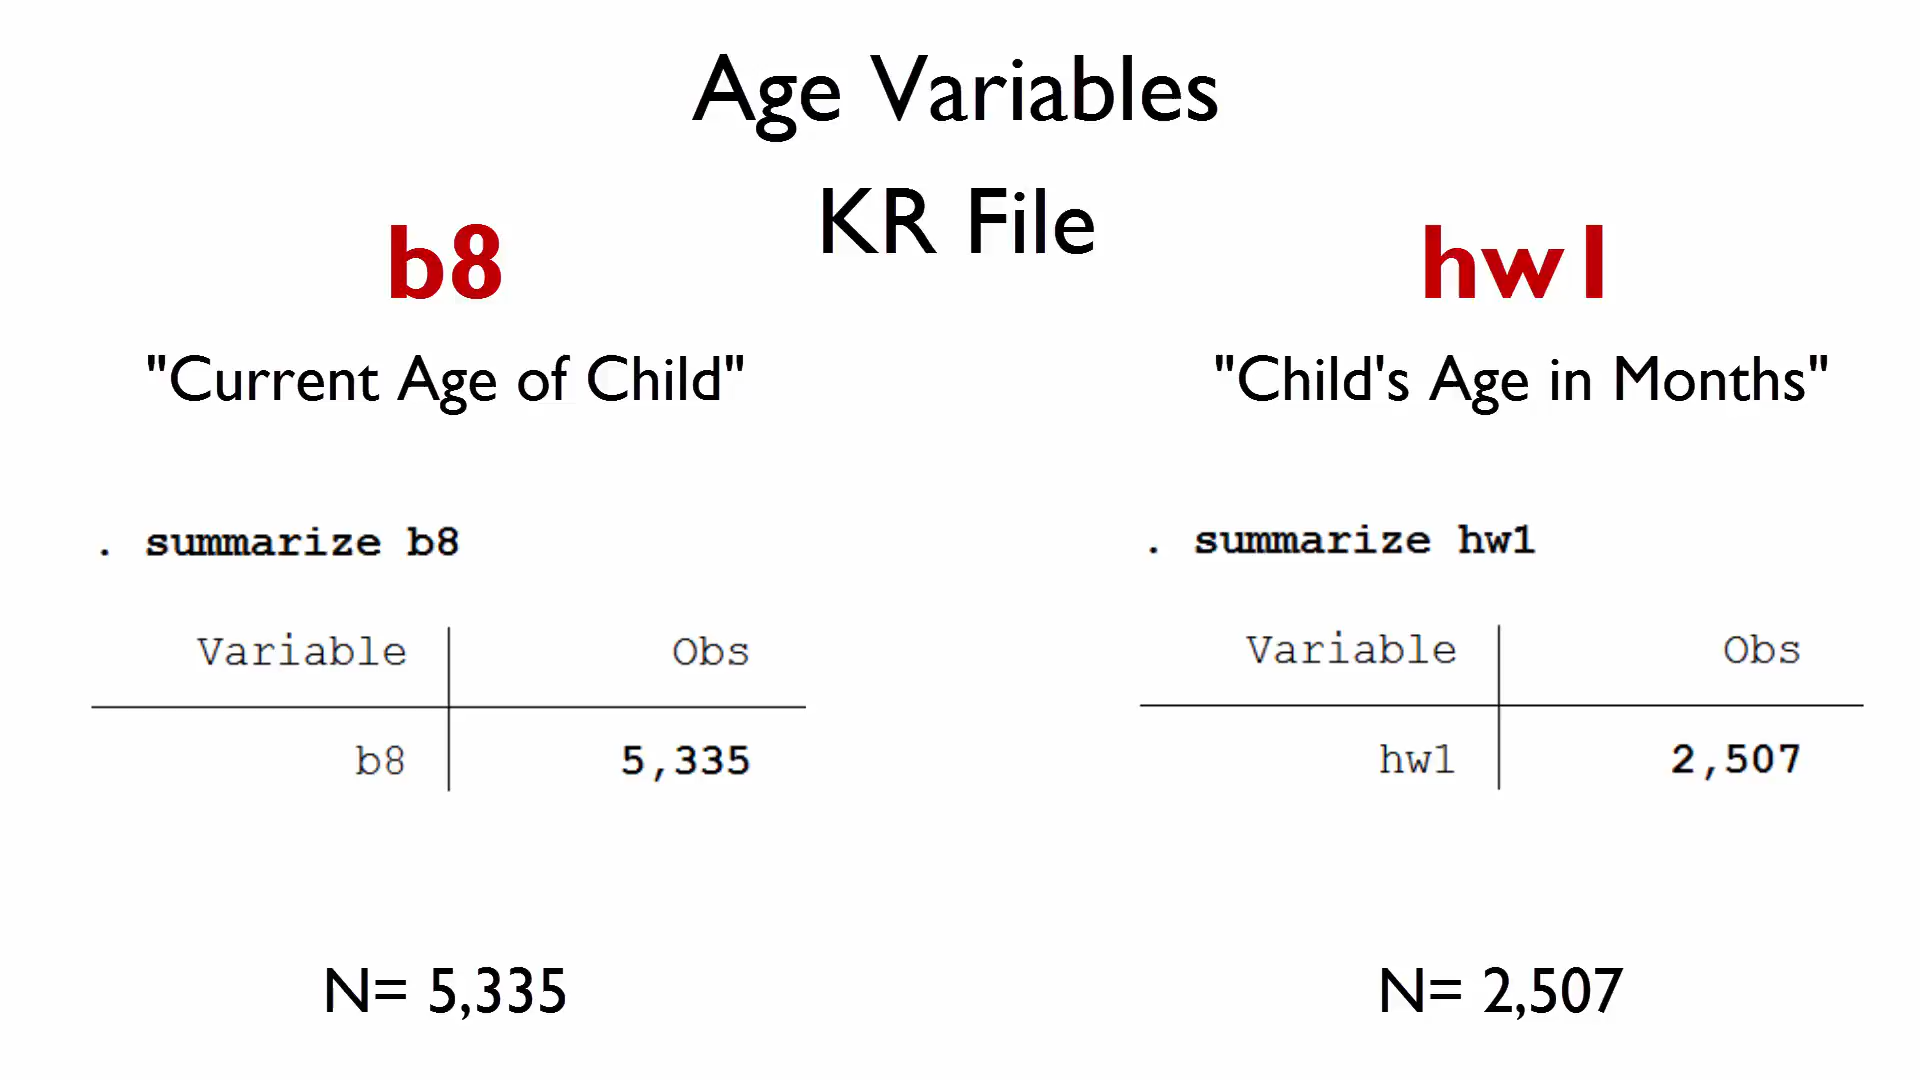 Age Variables
KR File
b8
"Current Age of Child"
. summarize b8
Variable Obs
b8 5,335
N= 5,335
hw1
"Child's Age in Months"
. summarize hw1
Variable Obs
hw1 2,507
N= 2,507